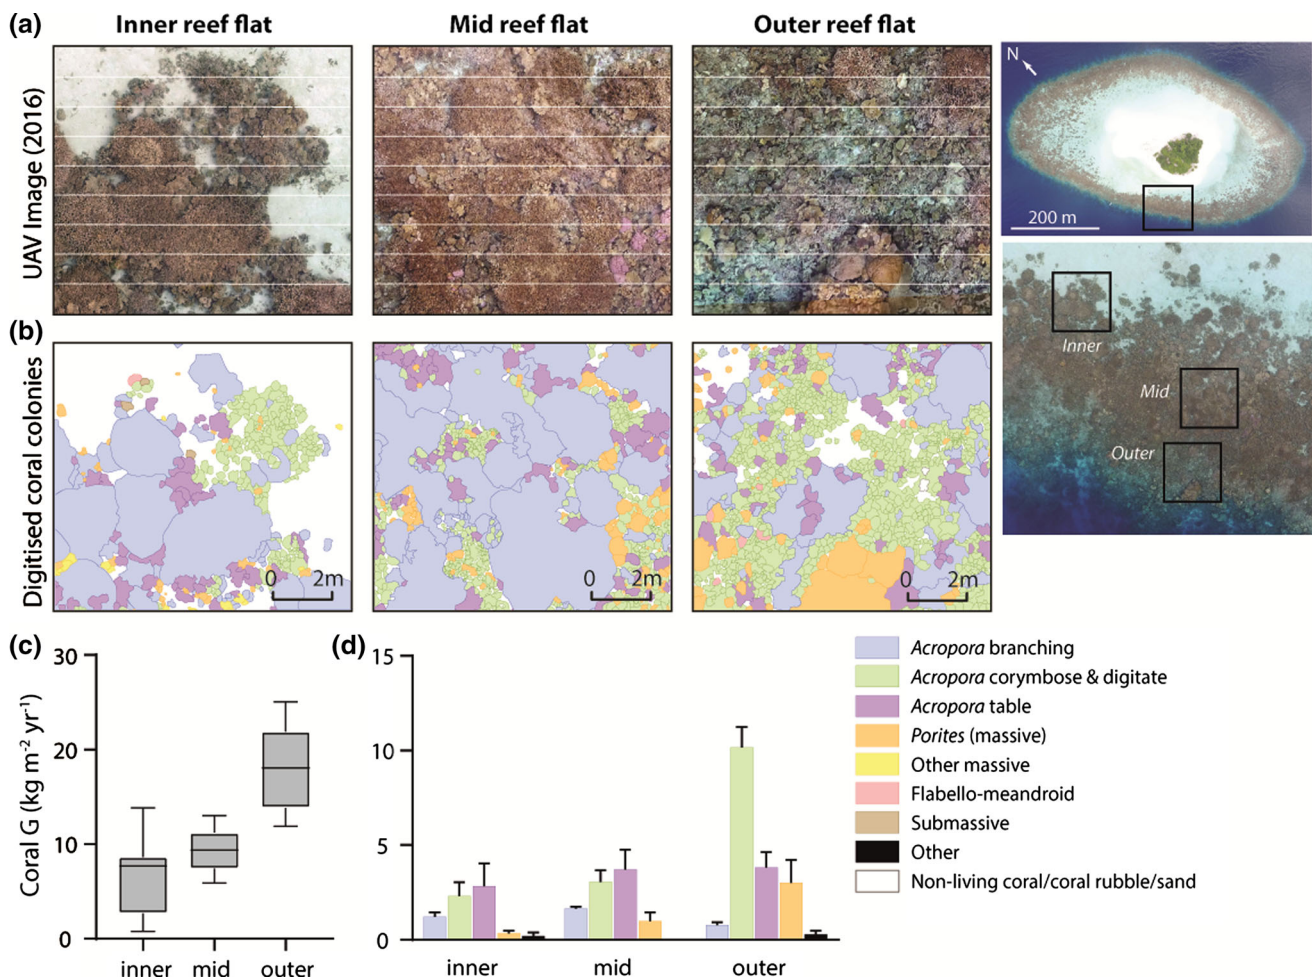 (a)
Inner reef flat
Mid reef flat
Outer reef flat
UAV Image (2016)
N
200 m
Inner
Mid
Outer
(b)
Digitised coral colonies
0 2m
0 2m
0 2m
(c)
Coral G (kg m⁻² yr⁻¹)
30
20
10
0
inner mid outer
(d)
15
10
5
0
inner mid outer
Acropora branching
Acropora corymbose & digitate
Acropora table
Porites (massive)
Other massive
Flabello-meandroid
Submassive
Other
Non-living coral/coral rubble/sand